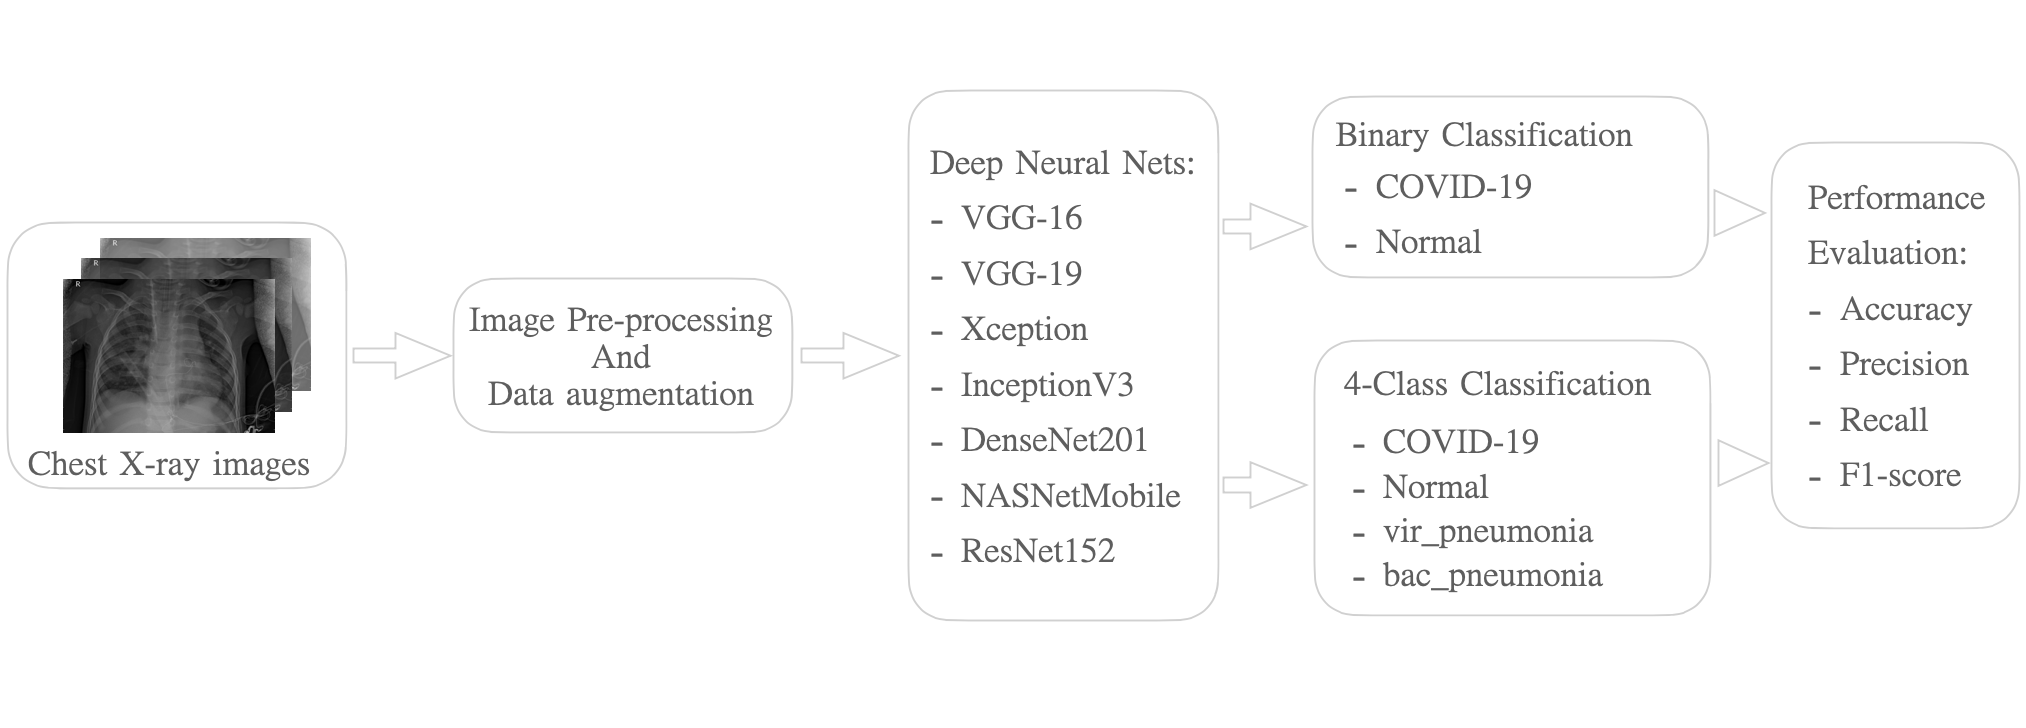 R
R
R
Chest X-ray images
Image Pre-processing
And
Data augmentation
Deep Neural Nets:
- VGG-16
- VGG-19
- Xception
- InceptionV3
- DenseNet201
- NASNetMobile
- ResNet152
Binary Classification
- COVID-19
- Normal
4-Class Classification
- COVID-19
- Normal
- vir_pneumonia
- bac_pneumonia
Performance
Evaluation:
- Accuracy
- Precision
- Recall
- F1-score